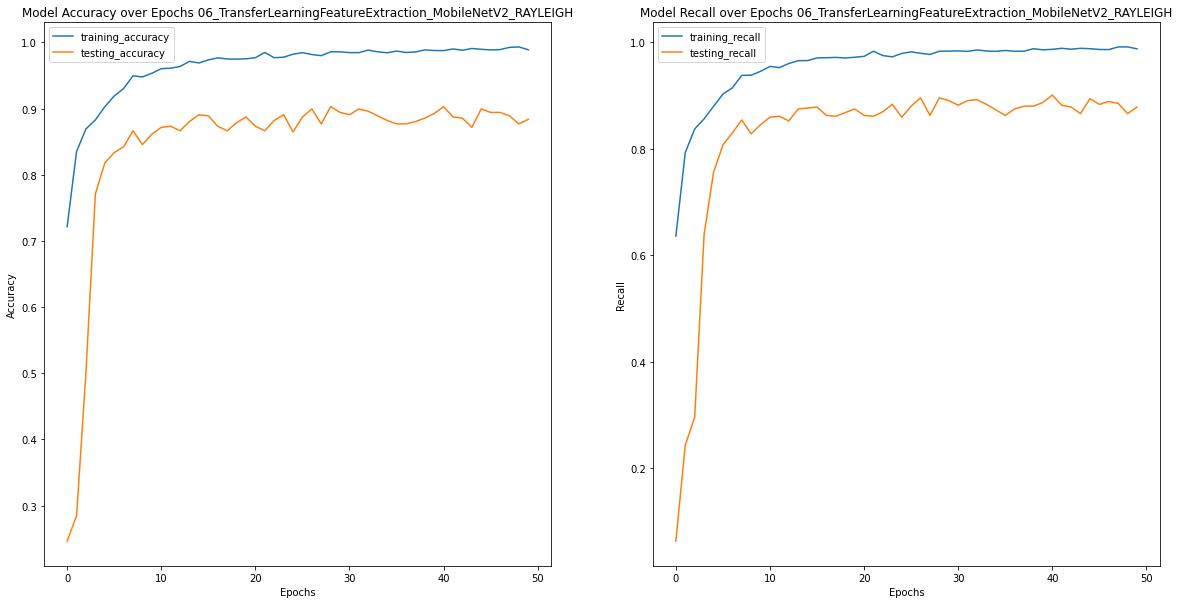 Model Accuracy over Epochs 06_TransferLearningFeatureExtraction_MobileNetV2_RAYLEIGH
training_accuracy
testing_accuracy
1.0
0.9
0.8
0.7
0.6
0.5
0.4
0.3
Accuracy
0
10
20
30
40
50
Epochs
Model Recall over Epochs 06_TransferLearningFeatureExtraction_MobileNetV2_RAYLEIGH
training_recall
testing_recall
1.0
0.8
0.6
0.4
0.2
Recall
0
10
20
30
40
50
Epochs